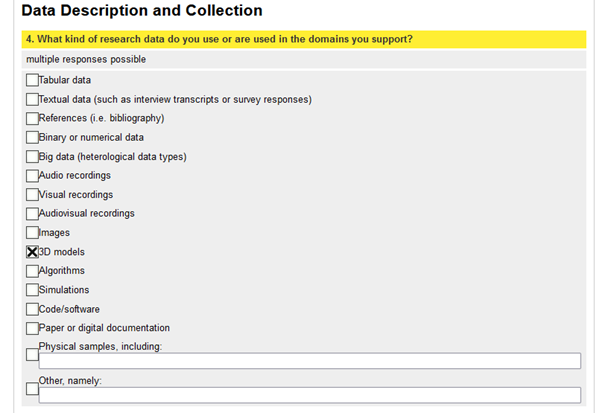 Data Description and Collection
4. What kind of research data do you use or are used in the domains you support?
multiple responses possible
Tabular data
Textual data (such as interview transcripts or survey responses)
References (i.e. bibliography)
Binary or numerical data
Big data (heterological data types)
Audio recordings
Visual recordings
Audiovisual recordings
Images
3D models
Algorithms
Simulations
Code/software
Paper or digital documentation
Physical samples, including:
Other, namely: